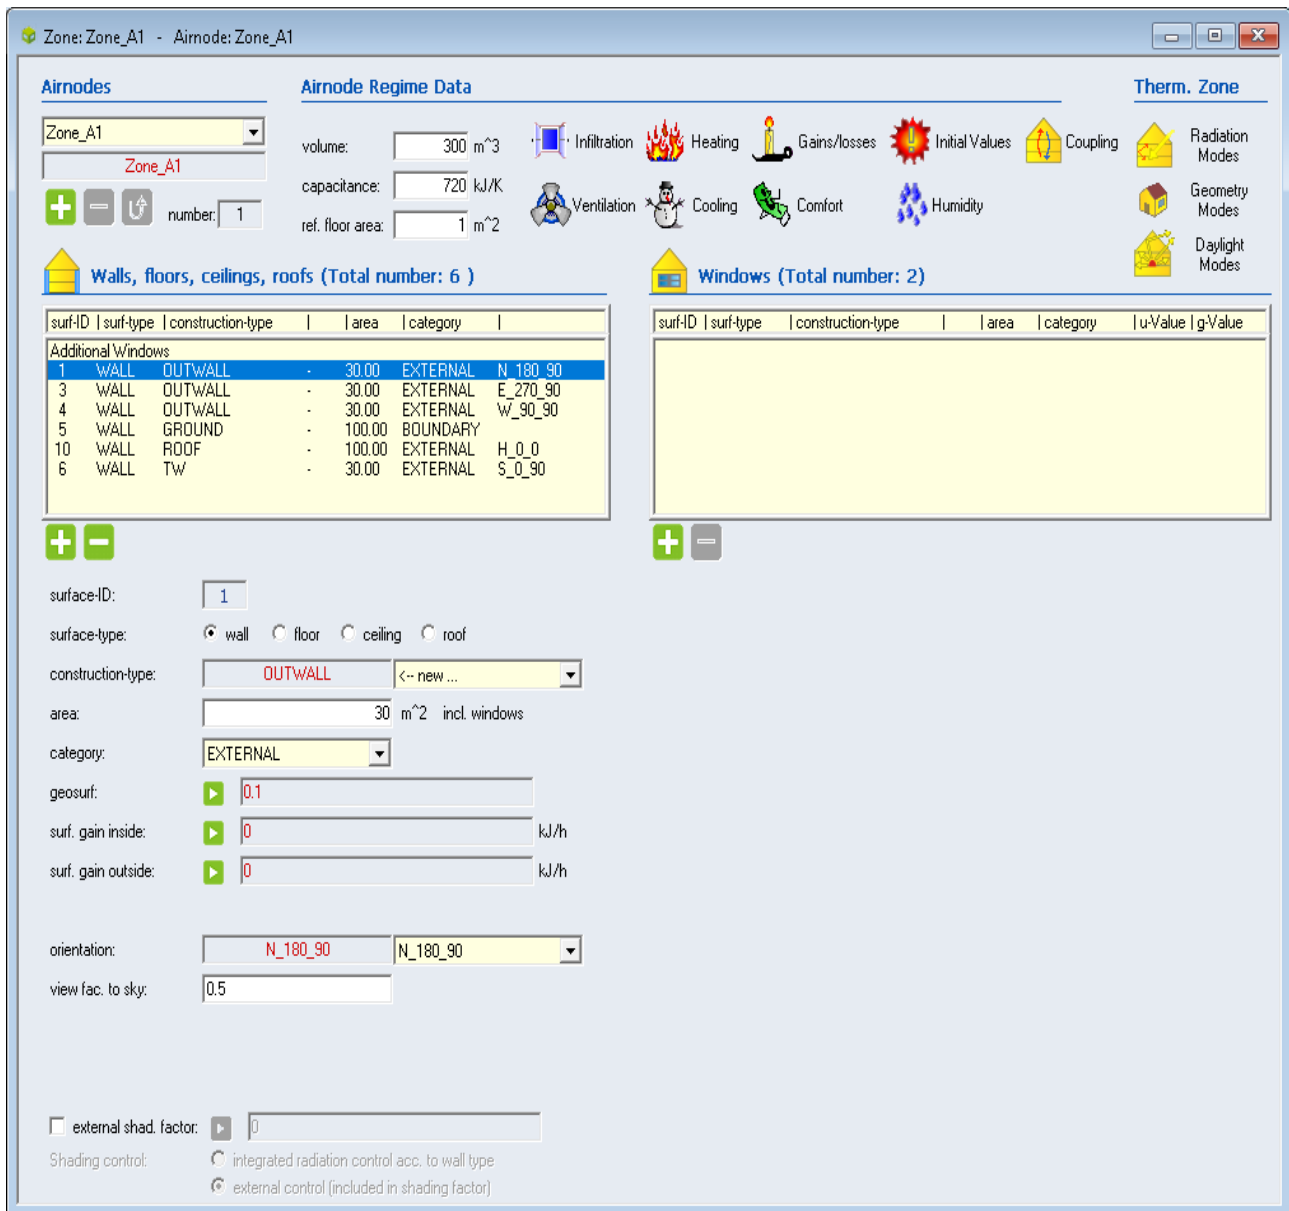 Zone: Zone_A1 - Airnode: Zone_A1
Airnodes
Airnode Regime Data
Therm. Zone
Zone_A1
Zone_A1
number: 1
volume: 300 m^3
capacitance: 720 kJ/K
ref. floor area: 1 m^2
Infiltration Heating Gains/losses Initial Values Coupling
Ventilation Cooling Comfort Humidity
Radiation
Modes
Geometry
Modes
Daylight
Modes
Walls, floors, ceilings, roofs (Total number: 6 )
surf-ID | surf-type | construction-type | | area | category |
Additional Windows
1 WALL OUTWALL - 30.00 EXTERNAL N_180_90
3 WALL OUTWALL - 30.00 EXTERNAL E_270_90
4 WALL OUTWALL - 30.00 EXTERNAL W_90_90
5 WALL GROUND - 100.00 BOUNDARY
10 WALL ROOF - 100.00 EXTERNAL H_0_0
6 WALL TW - 30.00 EXTERNAL S_0_90
Windows (Total number: 2)
surf-ID | surf-type | construction-type | | area | category | u-Value | g-Value
surface-ID: 1
surface-type: wall floor ceiling roof
construction-type: OUTWALL <-- new ...
area: 30 m^2 incl. windows
category: EXTERNAL
geosurf: 0.1
surf. gain inside: 0 kJ/h
surf. gain outside: 0 kJ/h
orientation: N_180_90 N_180_90
view fac. to sky: 0.5
external shad. factor: 0
Shading control: integrated radiation control acc. to wall type
external control (included in shading factor)